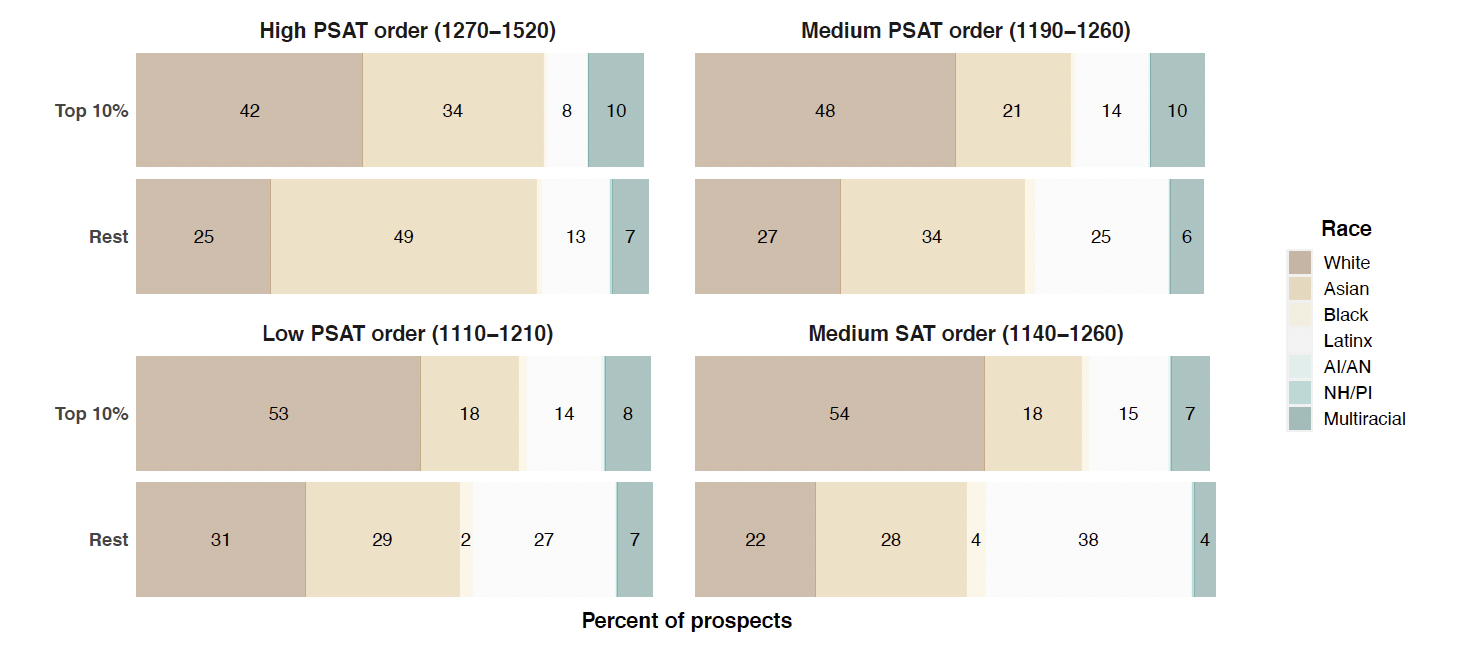 High PSAT order (1270–1520)
Medium PSAT order (1190–1260)
Top 10%
42
34
8
10
48
21
14
10
Rest
25
49
13
7
27
34
25
6
Low PSAT order (1110–1210)
Medium SAT order (1140–1260)
Top 10%
53
18
14
8
54
18
15
7
Rest
31
29
2
27
7
22
28
4
38
4
Percent of prospects
Race
White
Asian
Black
Latinx
AI/AN
NH/PI
Multiracial